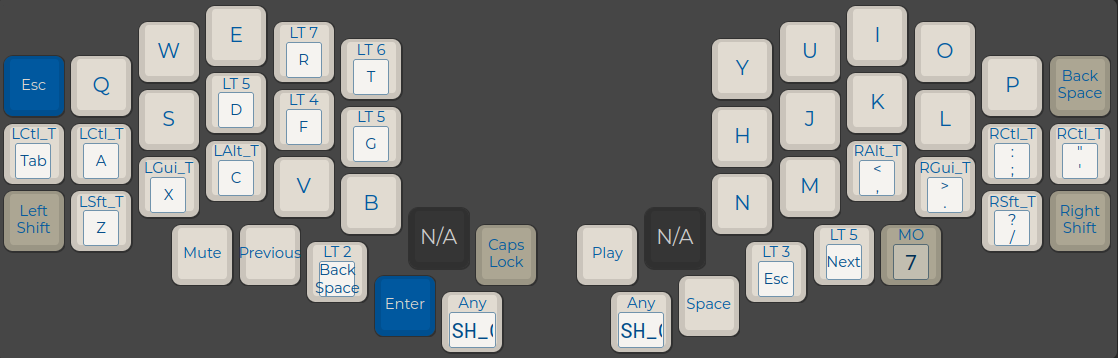 Esc
Q
W
E
LT 7
R
LT 6
T
Y
U
I
O
P
Back
Space
LCtl_T
Tab
LCtl_T
A
S
LT 5
D
LT 4
F
LT 5
G
H
J
K
L
RCtl_T
:
;
RCtl_T
"
'
Left
Shift
LSft_T
Z
LGui_T
X
LAlt_T
C
V
B
N
M
RAlt_T
<
,
RGui_T
>
.
RSft_T
?
/
Right
Shift
Mute
Previous
LT 2
Back
Space
N/A
Caps
Lock
Play
N/A
LT 3
Esc
LT 5
Next
MO
7
Enter
Any
SH_
Any
SH_
Space